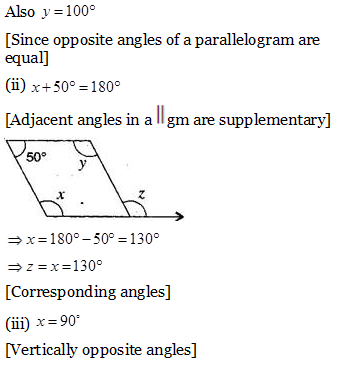 Also y = 100°
[Since opposite angles of a parallelogram are
equal]
(ii) x + 50° = 180°
[Adjacent angles in a ||gm are supplementary]
50°
y
x
z
⇒ x = 180° − 50° = 130°
⇒ z = x = 130°
[Corresponding angles]
(iii) x = 90°
[Vertically opposite angles]